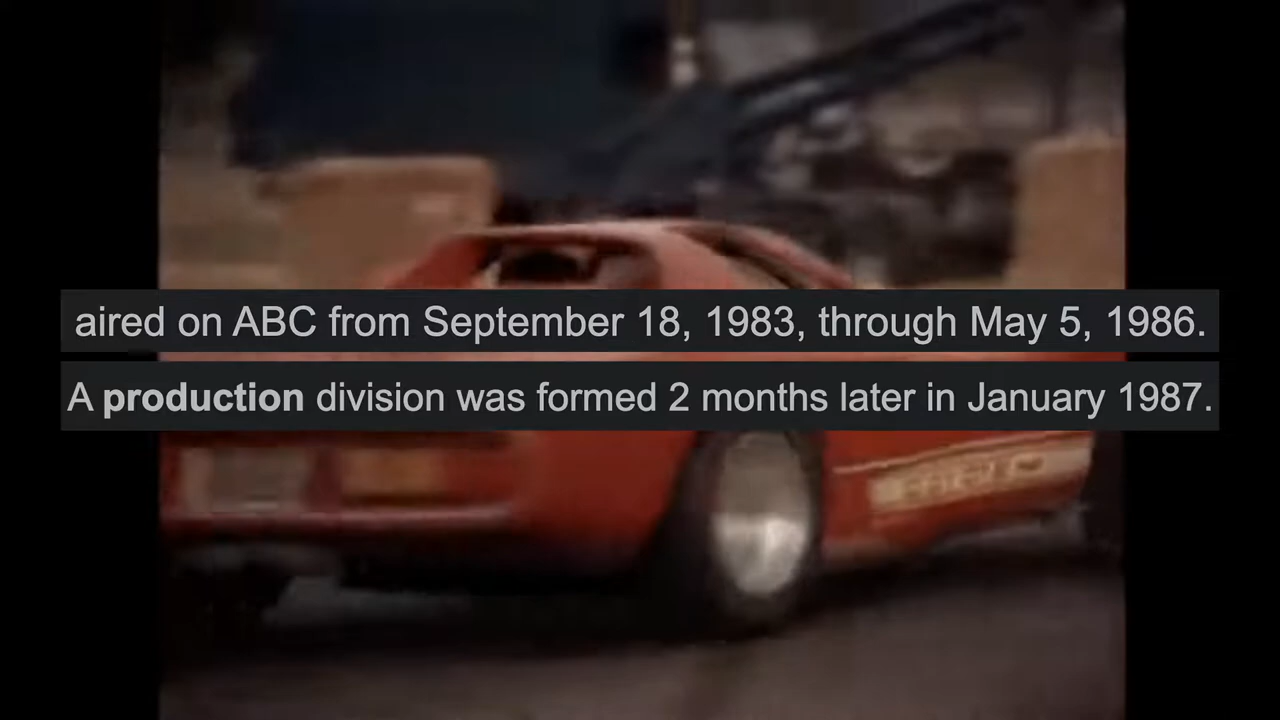 aired on ABC from September 18, 1983, through May 5, 1986.
A production division was formed 2 months later in January 1987.